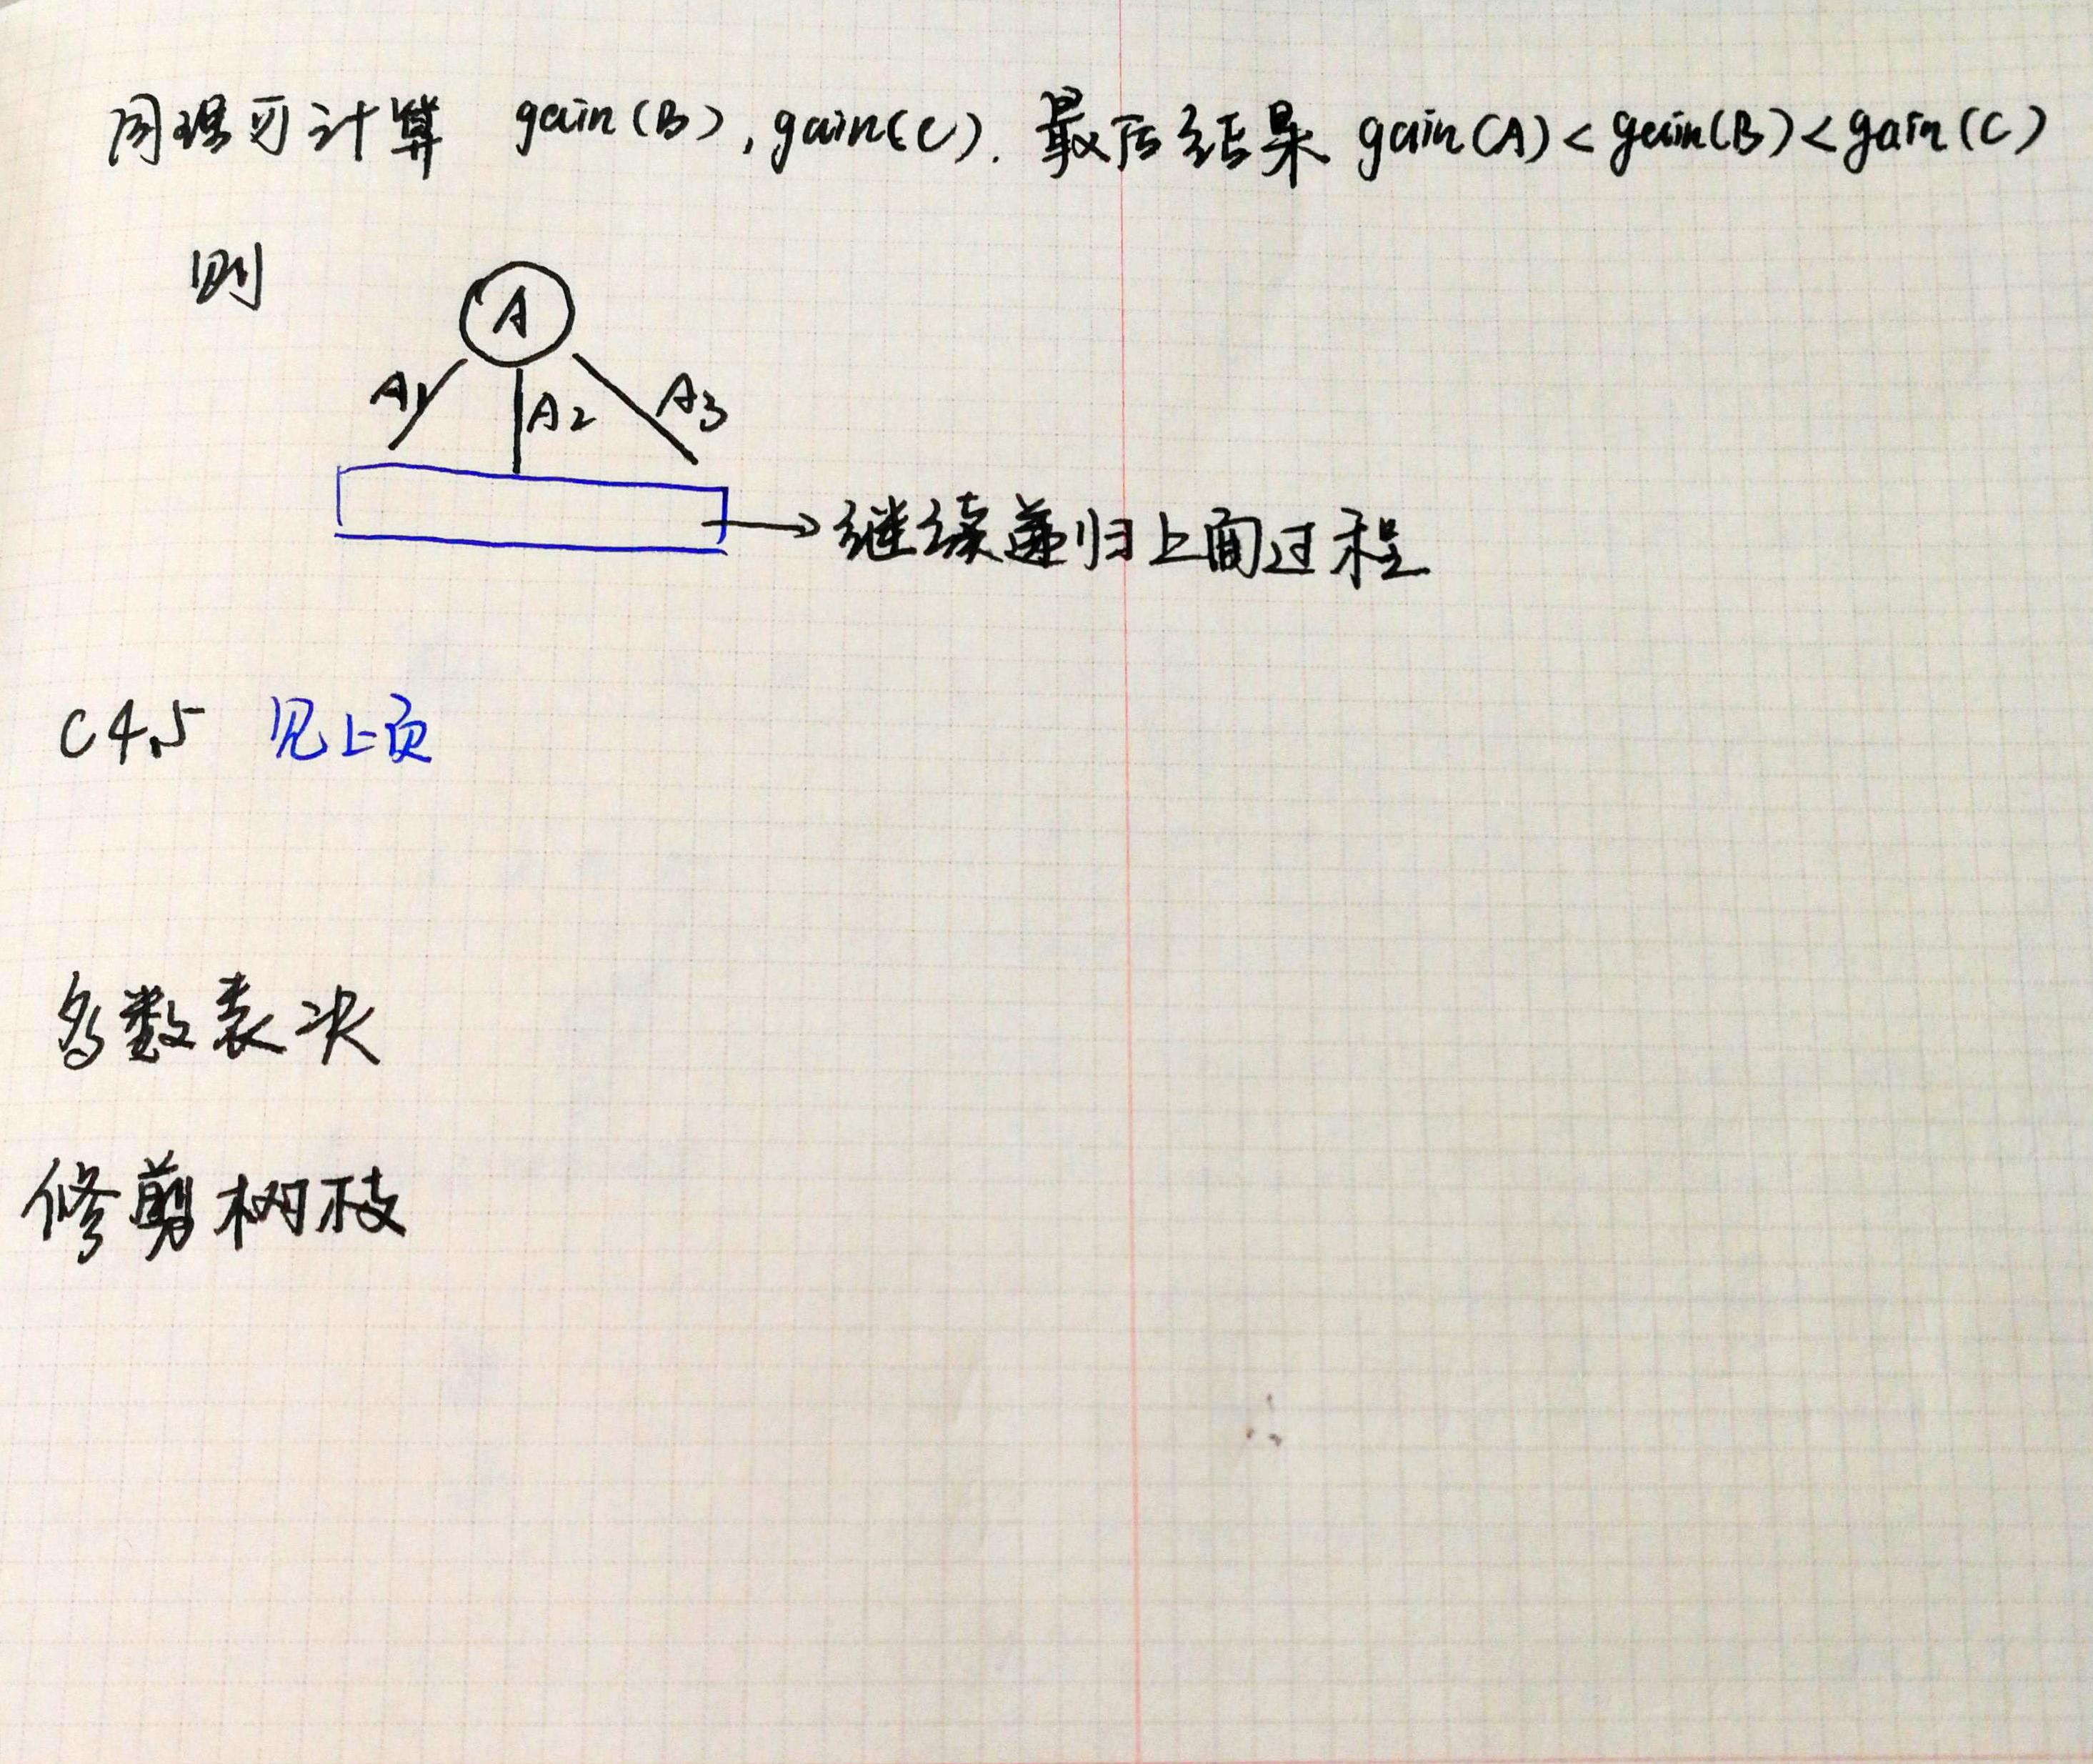 同理可计算 gain(B), gain(C). 最后结果 gain(A) < gain(B) < gain(C)
则
A
A1 A2 A3
继续递归上面过程
C4.5 见上页
多数表决
修剪树枝